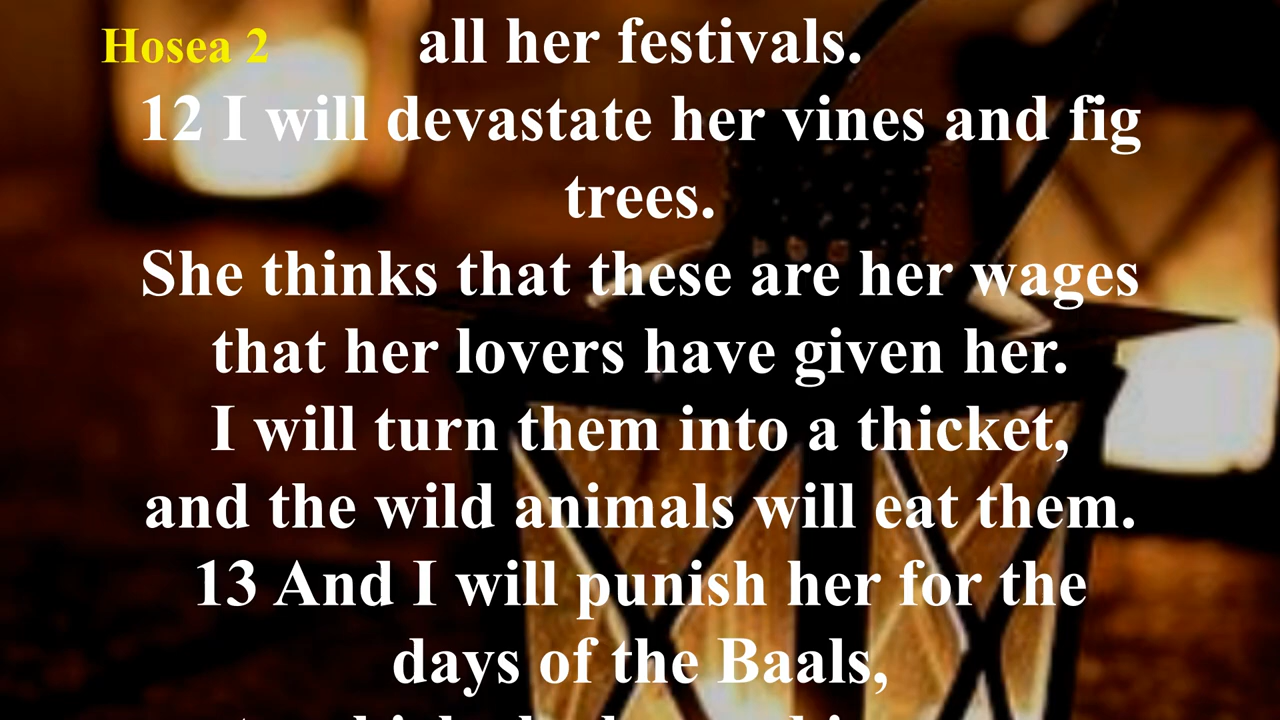 Hosea 2
all her festivals.
12 I will devastate her vines and fig
trees.
She thinks that these are her wages
that her lovers have given her.
I will turn them into a thicket,
and the wild animals will eat them.
13 And I will punish her for the
days of the Baals,